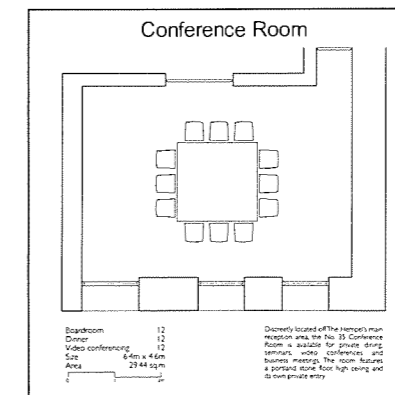 Conference Room
Boardroom 12
Dinner 12
Video conferencing 12
Size 6.4m x 4.6m
Area 29.44 sq.m
Discreetly located off The Hempel's main
reception area, the No. 35 Conference
Room is available for private dining,
seminars, video conferences and
business meetings. The room features
a portland stone floor, high ceiling and
its own private entry